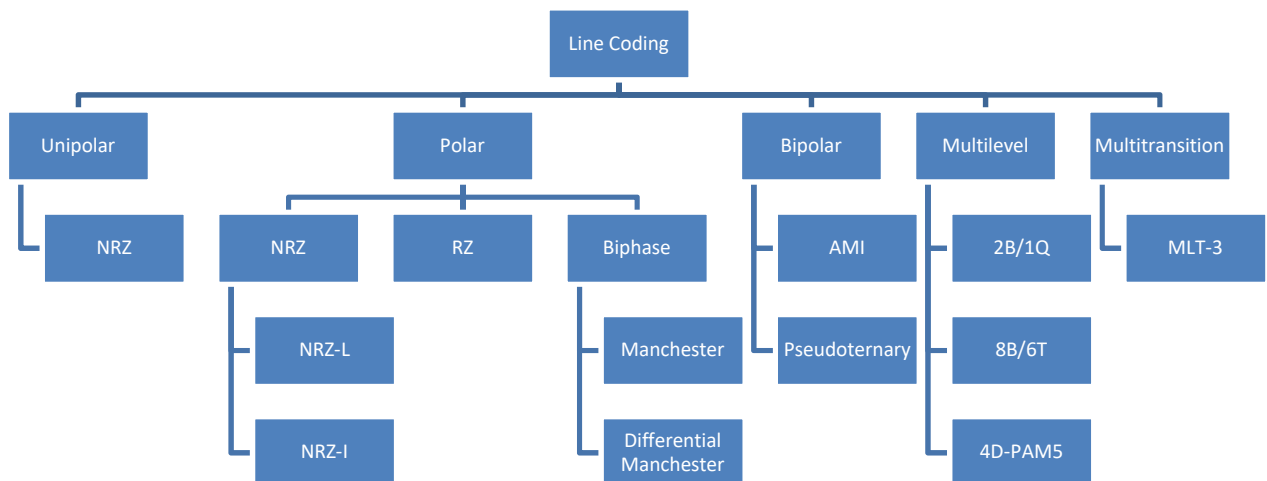 Line Coding
Unipolar
Polar
Bipolar
Multilevel
Multitransition
NRZ
NRZ
RZ
Biphase
AMI
2B/1Q
MLT-3
NRZ-L
Manchester
Pseudoternary
8B/6T
NRZ-I
Differential
Manchester
4D-PAM5